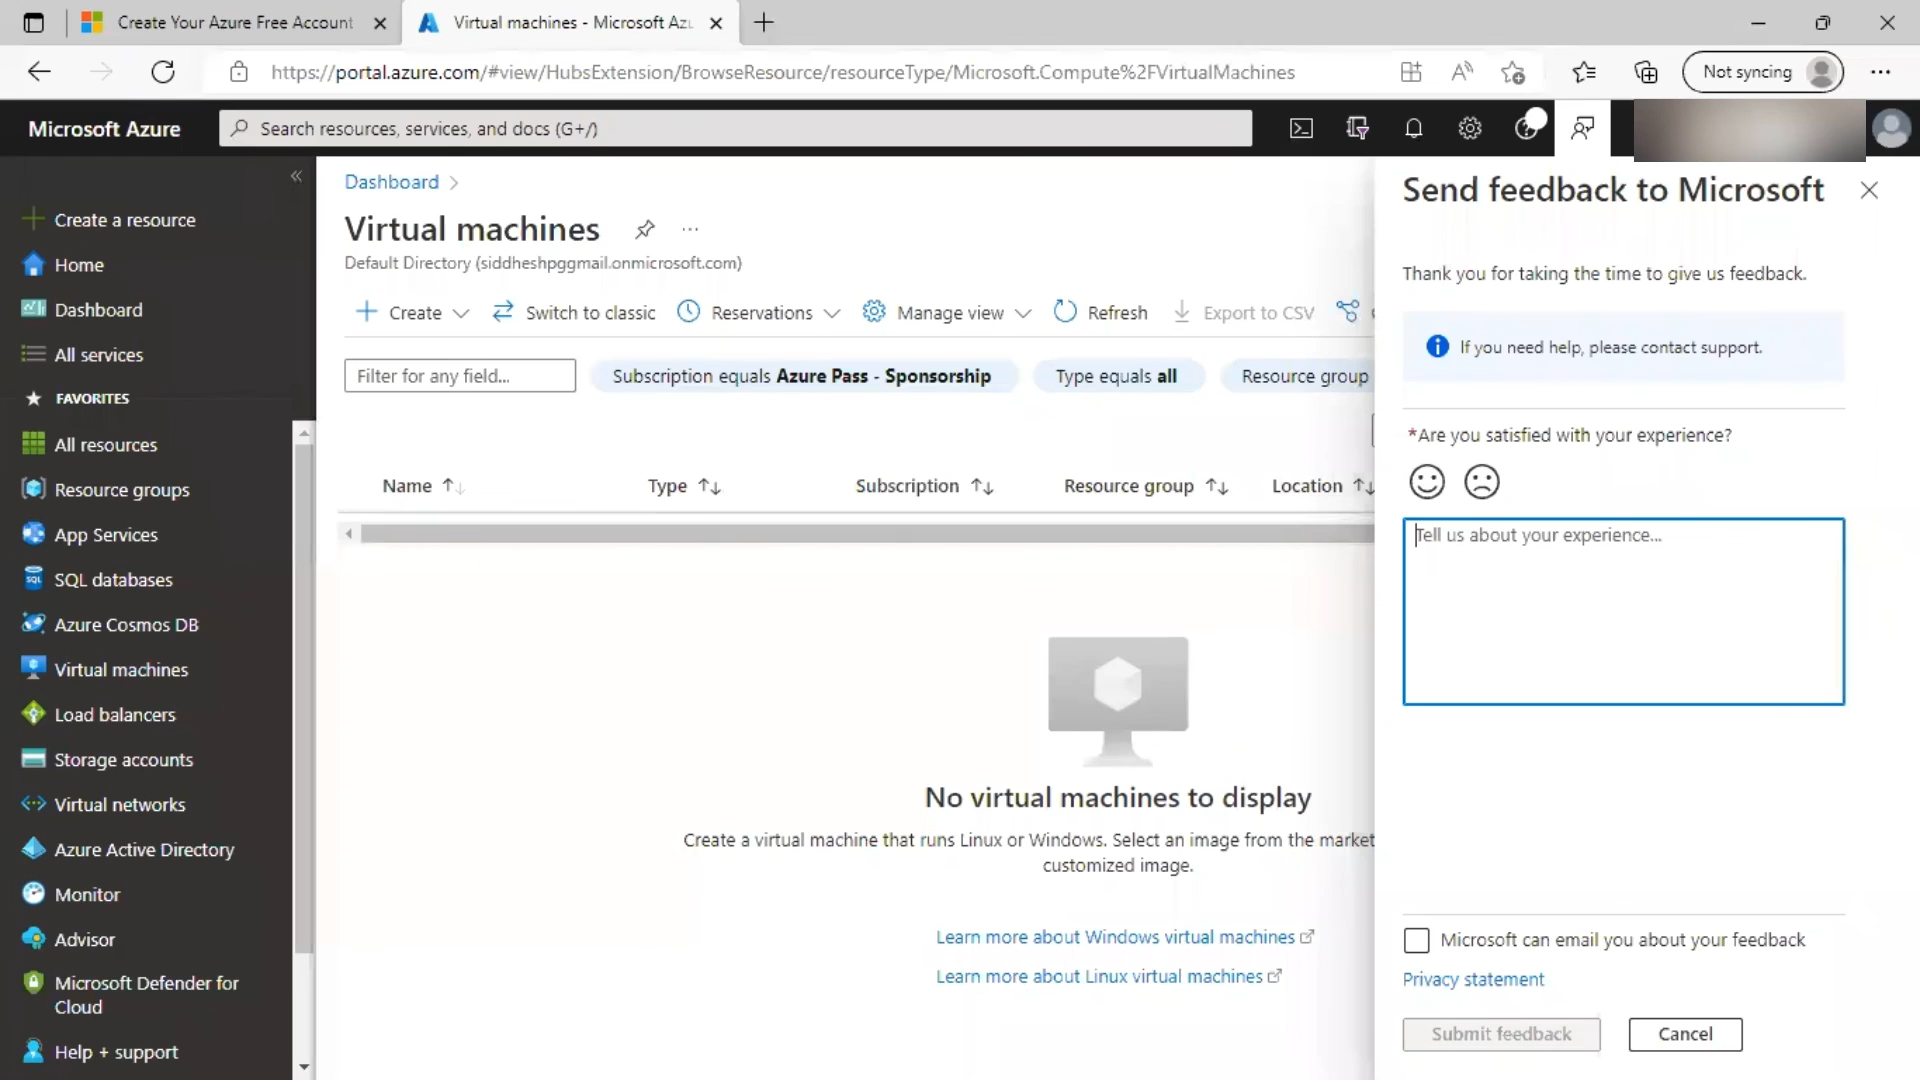 Create Your Azure Free Account
Virtual machines - Microsoft Azu
https://portal.azure.com/#view/HubsExtension/BrowseResource/resourceType/Microsoft.Compute%2FVirtualMachines
Not syncing
Microsoft Azure
Search resources, services, and docs (G+/)
Create a resource
Home
Dashboard
All services
FAVORITES
All resources
Resource groups
App Services
SQL databases
Azure Cosmos DB
Virtual machines
Load balancers
Storage accounts
Virtual networks
Azure Active Directory
Monitor
Advisor
Microsoft Defender for
Cloud
Help + support
Dashboard
Virtual machines
Default Directory (siddheshpggmail.onmicrosoft.com)
Create
Switch to classic
Reservations
Manage view
Refresh
Export to CSV
Filter for any field...
Subscription equals Azure Pass - Sponsorship
Type equals all
Resource group
Name
Type
Subscription
Resource group
Location
No virtual machines to display
Create a virtual machine that runs Linux or Windows. Select an image from the market
customized image.
Learn more about Windows virtual machines
Learn more about Linux virtual machines
Send feedback to Microsoft
Thank you for taking the time to give us feedback.
If you need help, please contact support.
*Are you satisfied with your experience?
Tell us about your experience...
Microsoft can email you about your feedback
Privacy statement
Submit feedback
Cancel